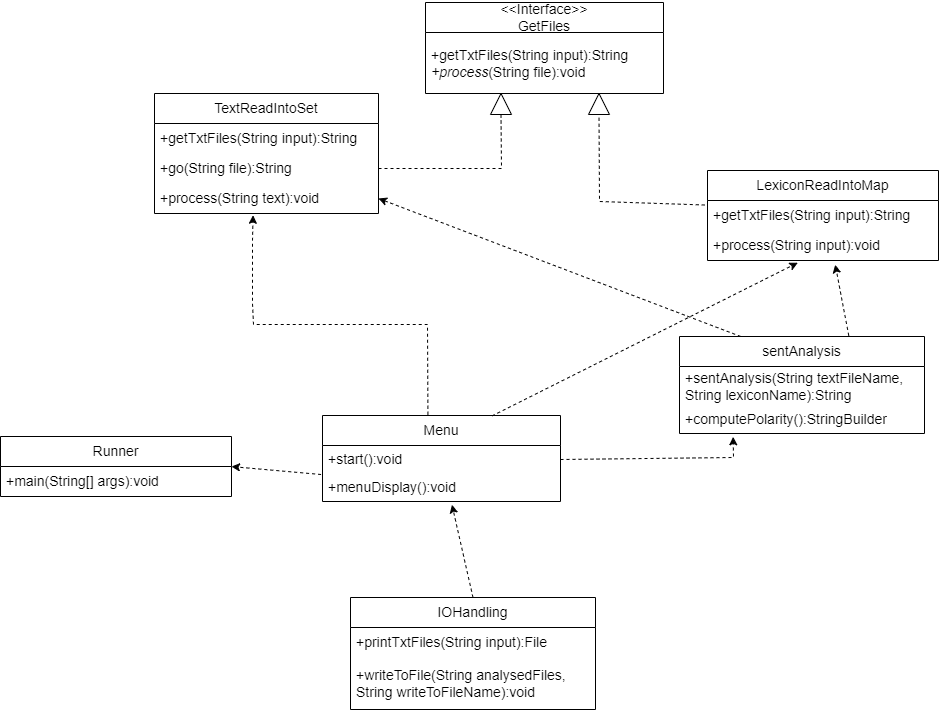 <<Interface>>
GetFiles
+getTxtFiles(String input):String
+process(String file):void
TextReadIntoSet
+getTxtFiles(String input):String
+go(String file):String
+process(String text):void
LexiconReadIntoMap
+getTxtFiles(String input):String
+process(String input):void
sentAnalysis
+sentAnalysis(String textFileName,
String lexiconName):String
+computePolarity():StringBuilder
Menu
+start():void
+menuDisplay():void
Runner
+main(String[] args):void
IOHandling
+printTxtFiles(String input):File
+writeToFile(String analysedFiles,
String writeToFileName):void